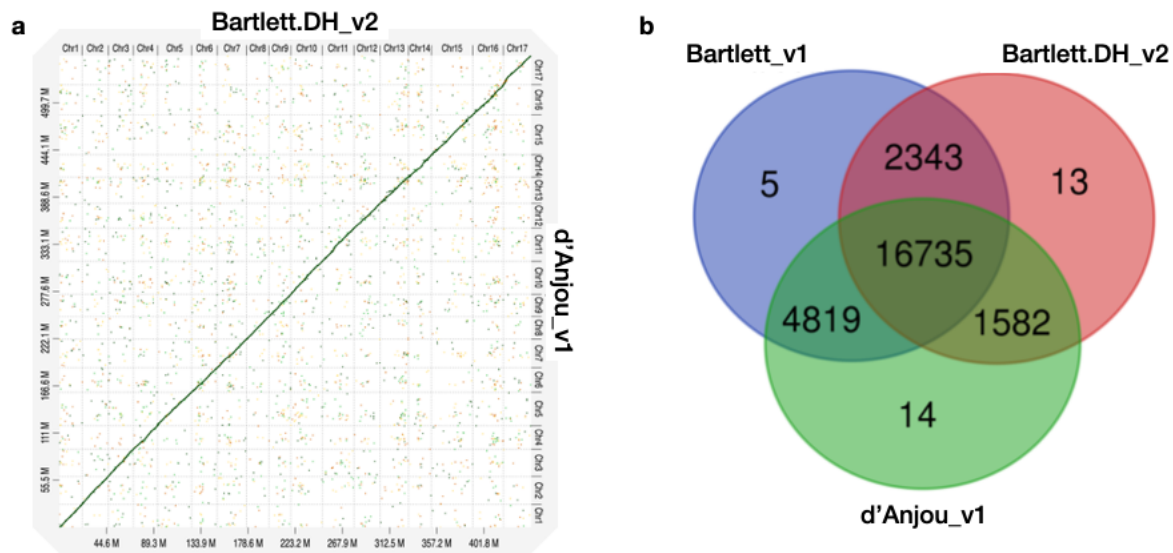 a
Bartlett.DH_v2
Chr1 | Chr2 | Chr3 | Chr4 | Chr5 | Chr6 | Chr7 | Chr8 | Chr9 | Chr10 | Chr11 | Chr12 | Chr13 | Chr14 | Chr15 | Chr16 | Chr17
499.7 M
444.1 M
388.6 M
333.1 M
277.6 M
222.1 M
166.6 M
111 M
55.5 M
Chr17
Chr16
Chr15
Chr14
Chr13
Chr12
Chr11
Chr10
Chr9
Chr8
Chr7
Chr6
Chr5
Chr4
Chr3
Chr2
Chr1
d'Anjou_v1
44.6 M 89.3 M 133.9 M 178.6 M 223.2 M 267.9 M 312.5 M 357.2 M 401.8 M
b
Bartlett_v1
Bartlett.DH_v2
2343
5
13
16735
4819
1582
14
d'Anjou_v1